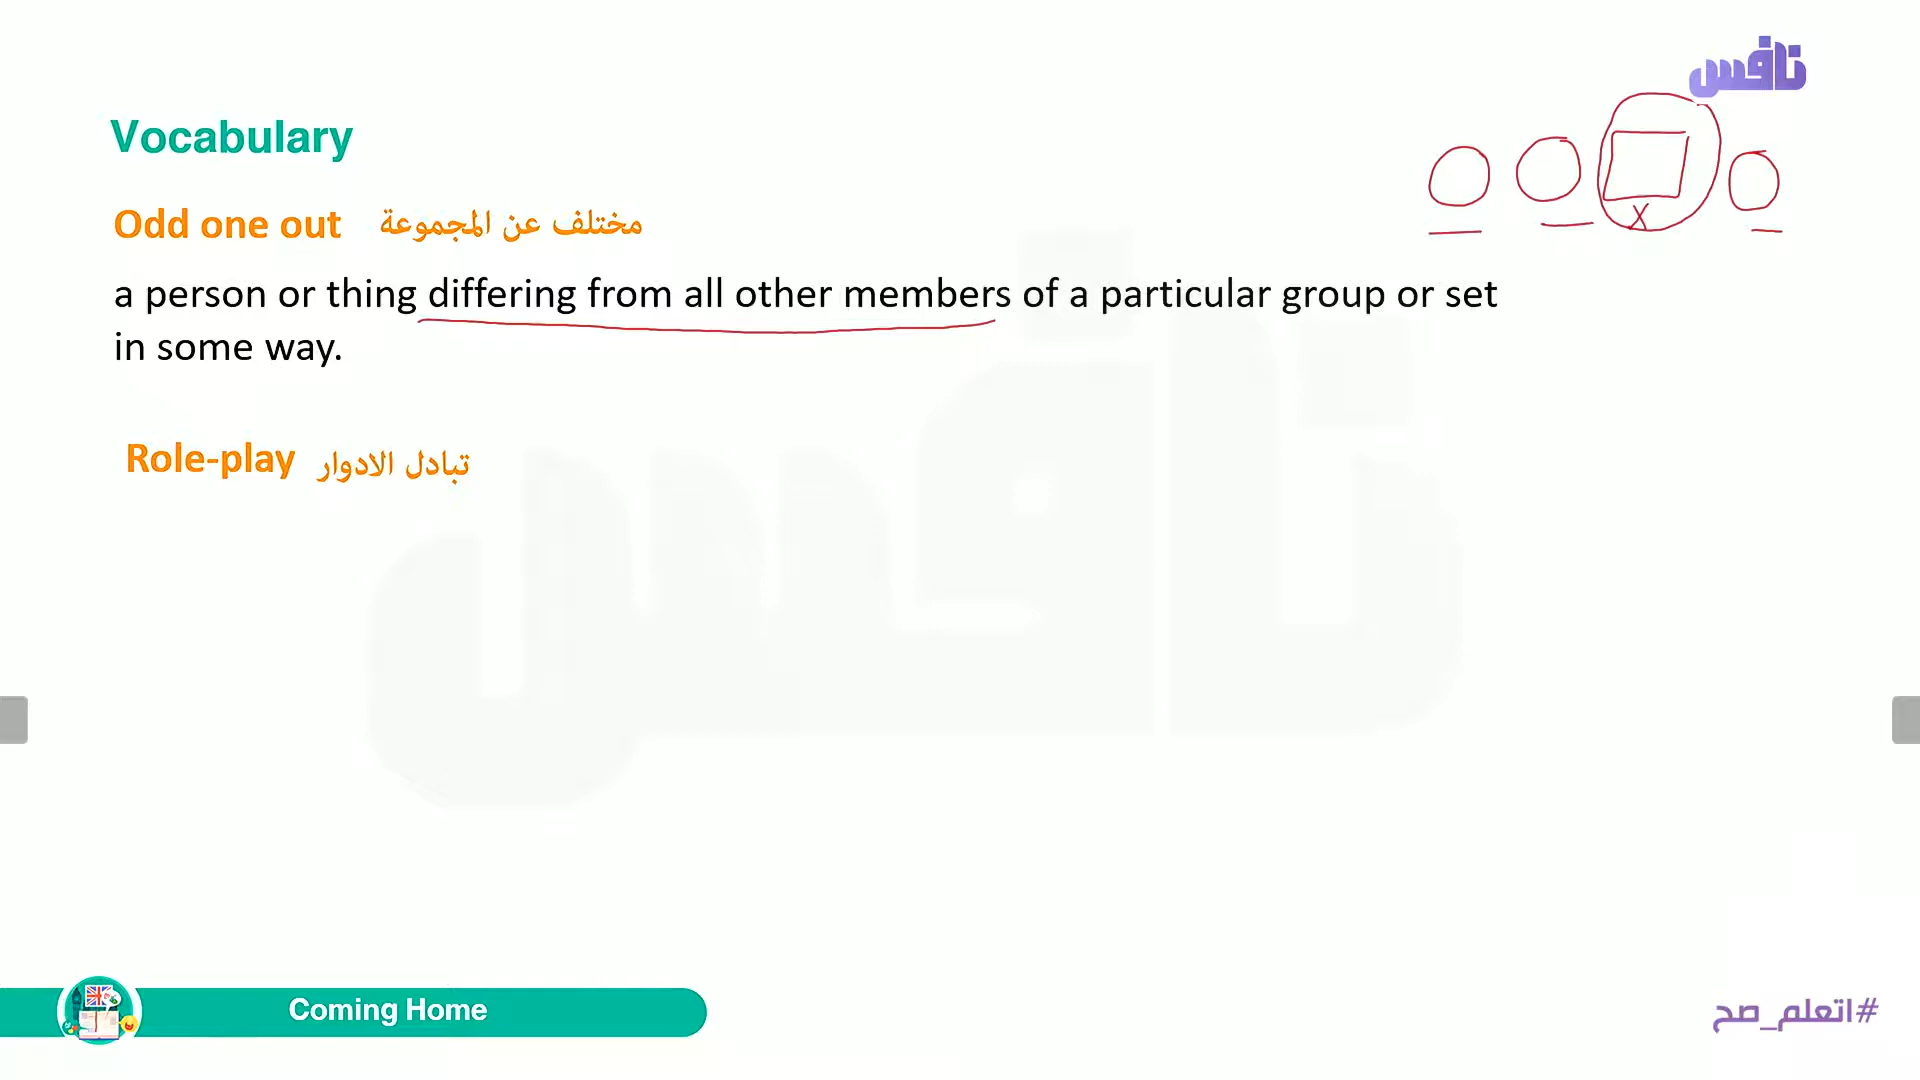 نافس
Vocabulary
Odd one out مختلف عن المجموعة
a person or thing differing from all other members of a particular group or set
in some way.
X
Role-play تبادل الادوار
نافس
Coming Home
#اتعلم_صح